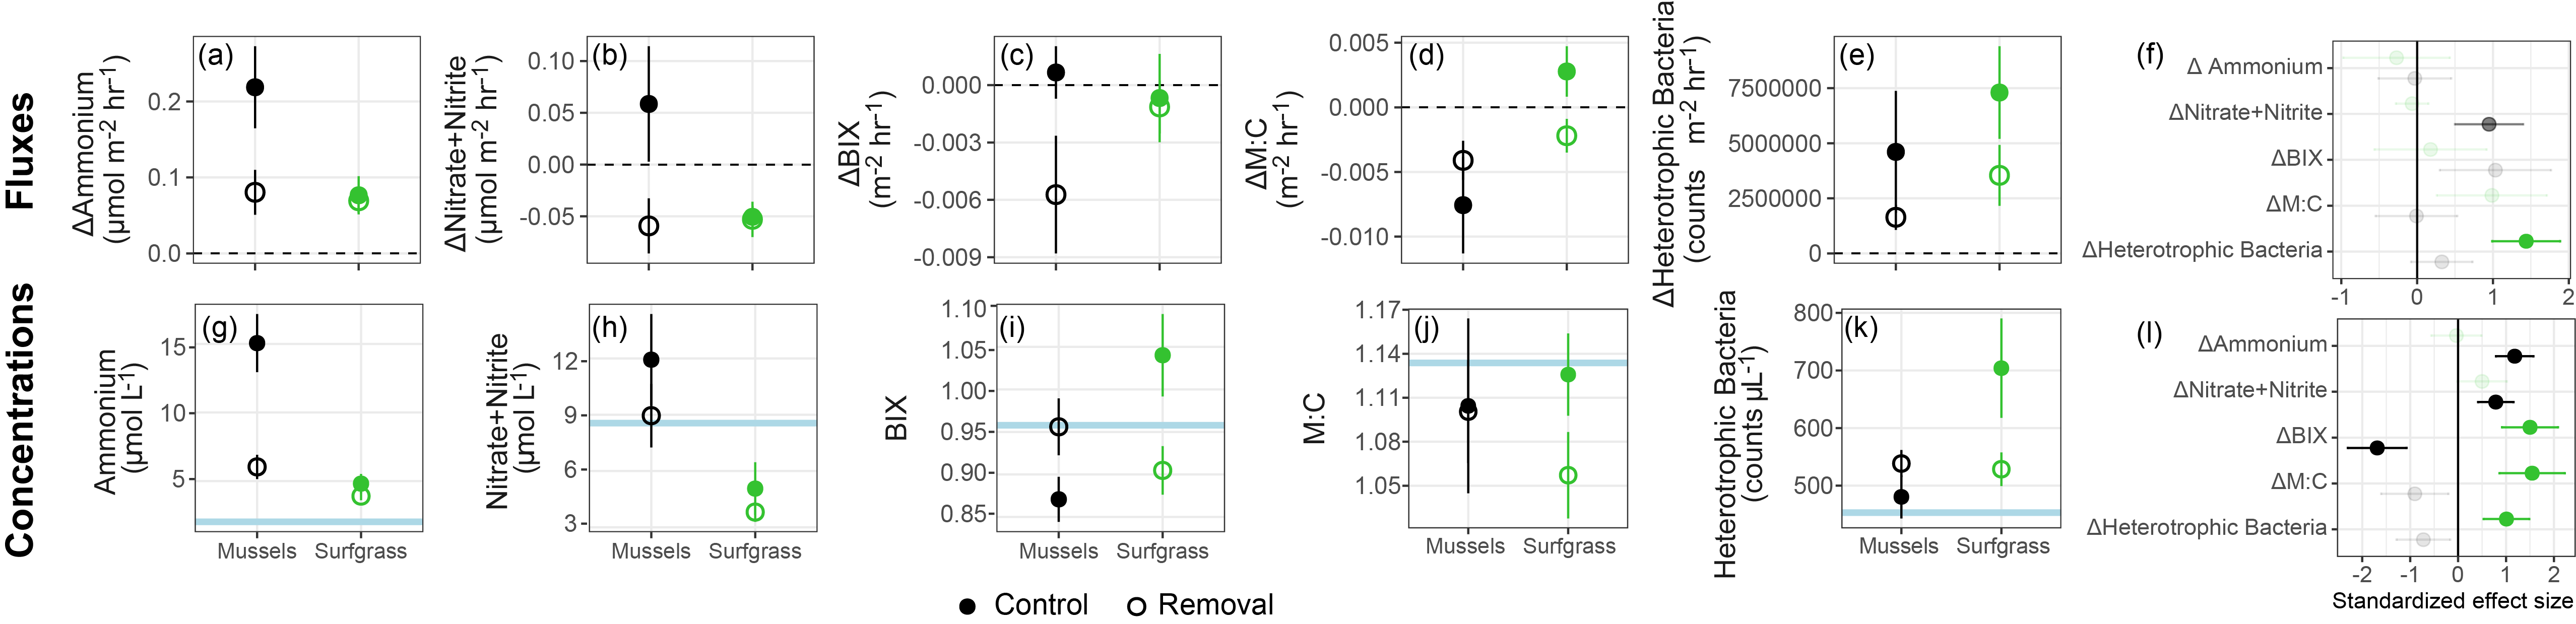 Fluxes
(a)
ΔAmmonium
(µmol m⁻² hr⁻¹)
0.2
0.1
0.0
(b)
ΔNitrate+Nitrite
(µmol m⁻² hr⁻¹)
0.10
0.05
0.00
-0.05
(c)
ΔBIX
(m⁻² hr⁻¹)
0.000
-0.003
-0.006
-0.009
(d)
ΔM:C
(m⁻² hr⁻¹)
0.005
0.000
-0.005
-0.010
(e)
ΔHeterotrophic Bacteria
(counts m⁻² hr⁻¹)
7500000
5000000
2500000
0
(f)
Δ Ammonium
ΔNitrate+Nitrite
ΔBIX
ΔM:C
ΔHeterotrophic Bacteria
-1 0 1 2
Concentrations
(g)
Ammonium
(µmol L⁻¹)
15
10
5
Mussels Surfgrass
(h)
Nitrate+Nitrite
(µmol L⁻¹)
12
9
6
3
Mussels Surfgrass
(i)
BIX
1.10
1.05
1.00
0.95
0.90
0.85
Mussels Surfgrass
(j)
M:C
1.17
1.14
1.11
1.08
1.05
Mussels Surfgrass
(k)
Heterotrophic Bacteria
(counts µL⁻¹)
800
700
600
500
Mussels Surfgrass
(l)
ΔAmmonium
ΔNitrate+Nitrite
ΔBIX
ΔM:C
ΔHeterotrophic Bacteria
-2 -1 0 1 2
Standardized effect size
Control Removal